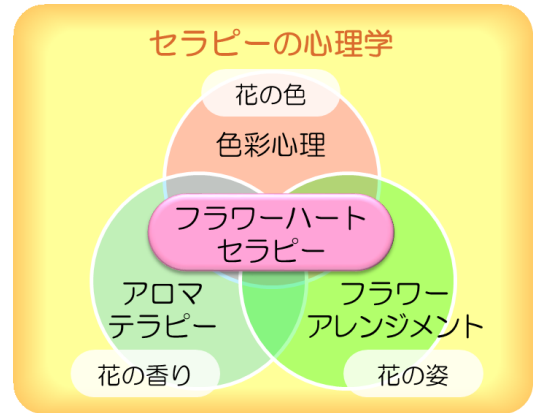 セラピーの心理学
花の色
色彩心理
フラワーハート
セラピー
アロマ
テラピー
フラワー
アレンジメント
花の香り
花の姿